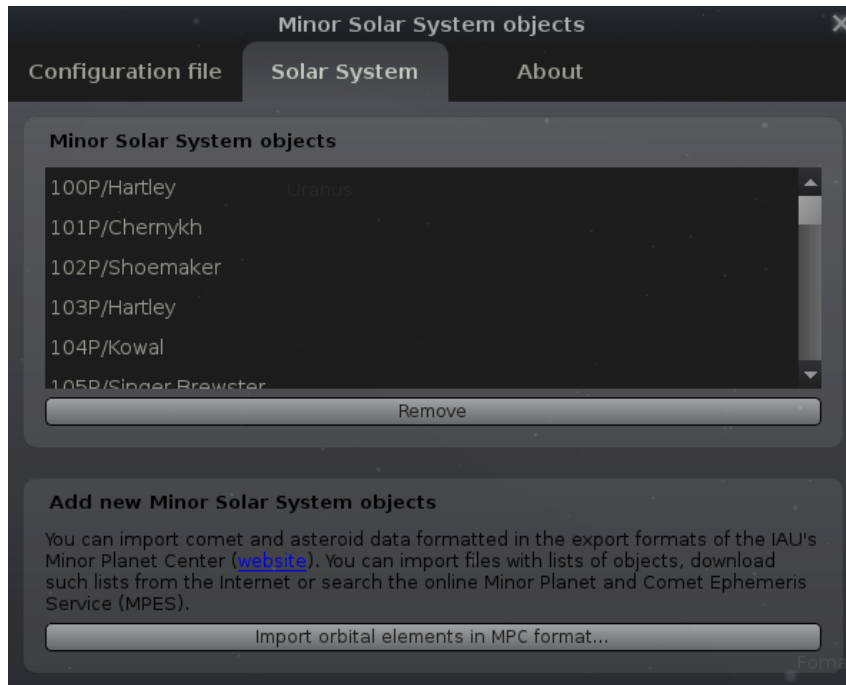 Minor Solar System objects
Configuration file
Solar System
About
Minor Solar System objects
100P/Hartley
Uranus
101P/Chernykh
102P/Shoemaker
103P/Hartley
104P/Kowal
105P/Singer Brewster
Remove
Add new Minor Solar System objects
You can import comet and asteroid data formatted in the export formats of the IAU's
Minor Planet Center (website). You can import files with lists of objects, download
such lists from the Internet or search the online Minor Planet and Comet Ephemeris
Service (MPES).
Import orbital elements in MPC format...